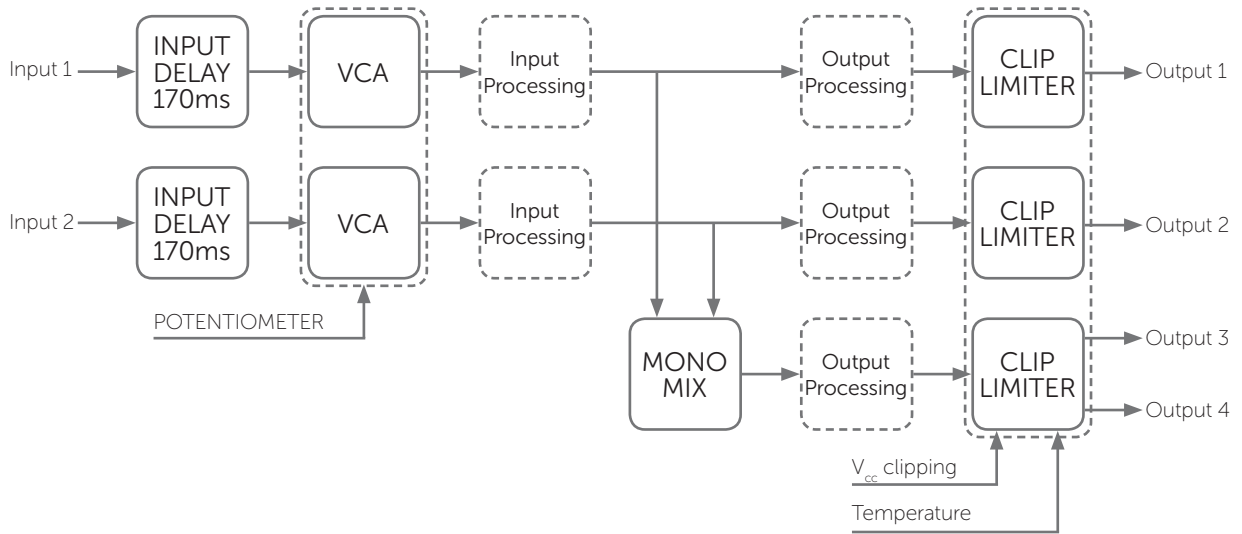 Input 1
INPUT
DELAY
170ms
VCA
Input
Processing
Output
Processing
CLIP
LIMITER
Output 1
Input 2
INPUT
DELAY
170ms
VCA
Input
Processing
Output
Processing
CLIP
LIMITER
Output 2
POTENTIOMETER
MONO
MIX
Output
Processing
CLIP
LIMITER
Output 3
Output 4
Vcc clipping
Temperature